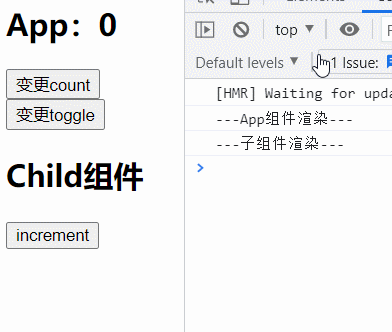 App：0
变更count
变更toggle
Child组件
increment
top
Default levels
1 Issue:
[HMR] Waiting for upda
---App组件渲染---
---子组件渲染---